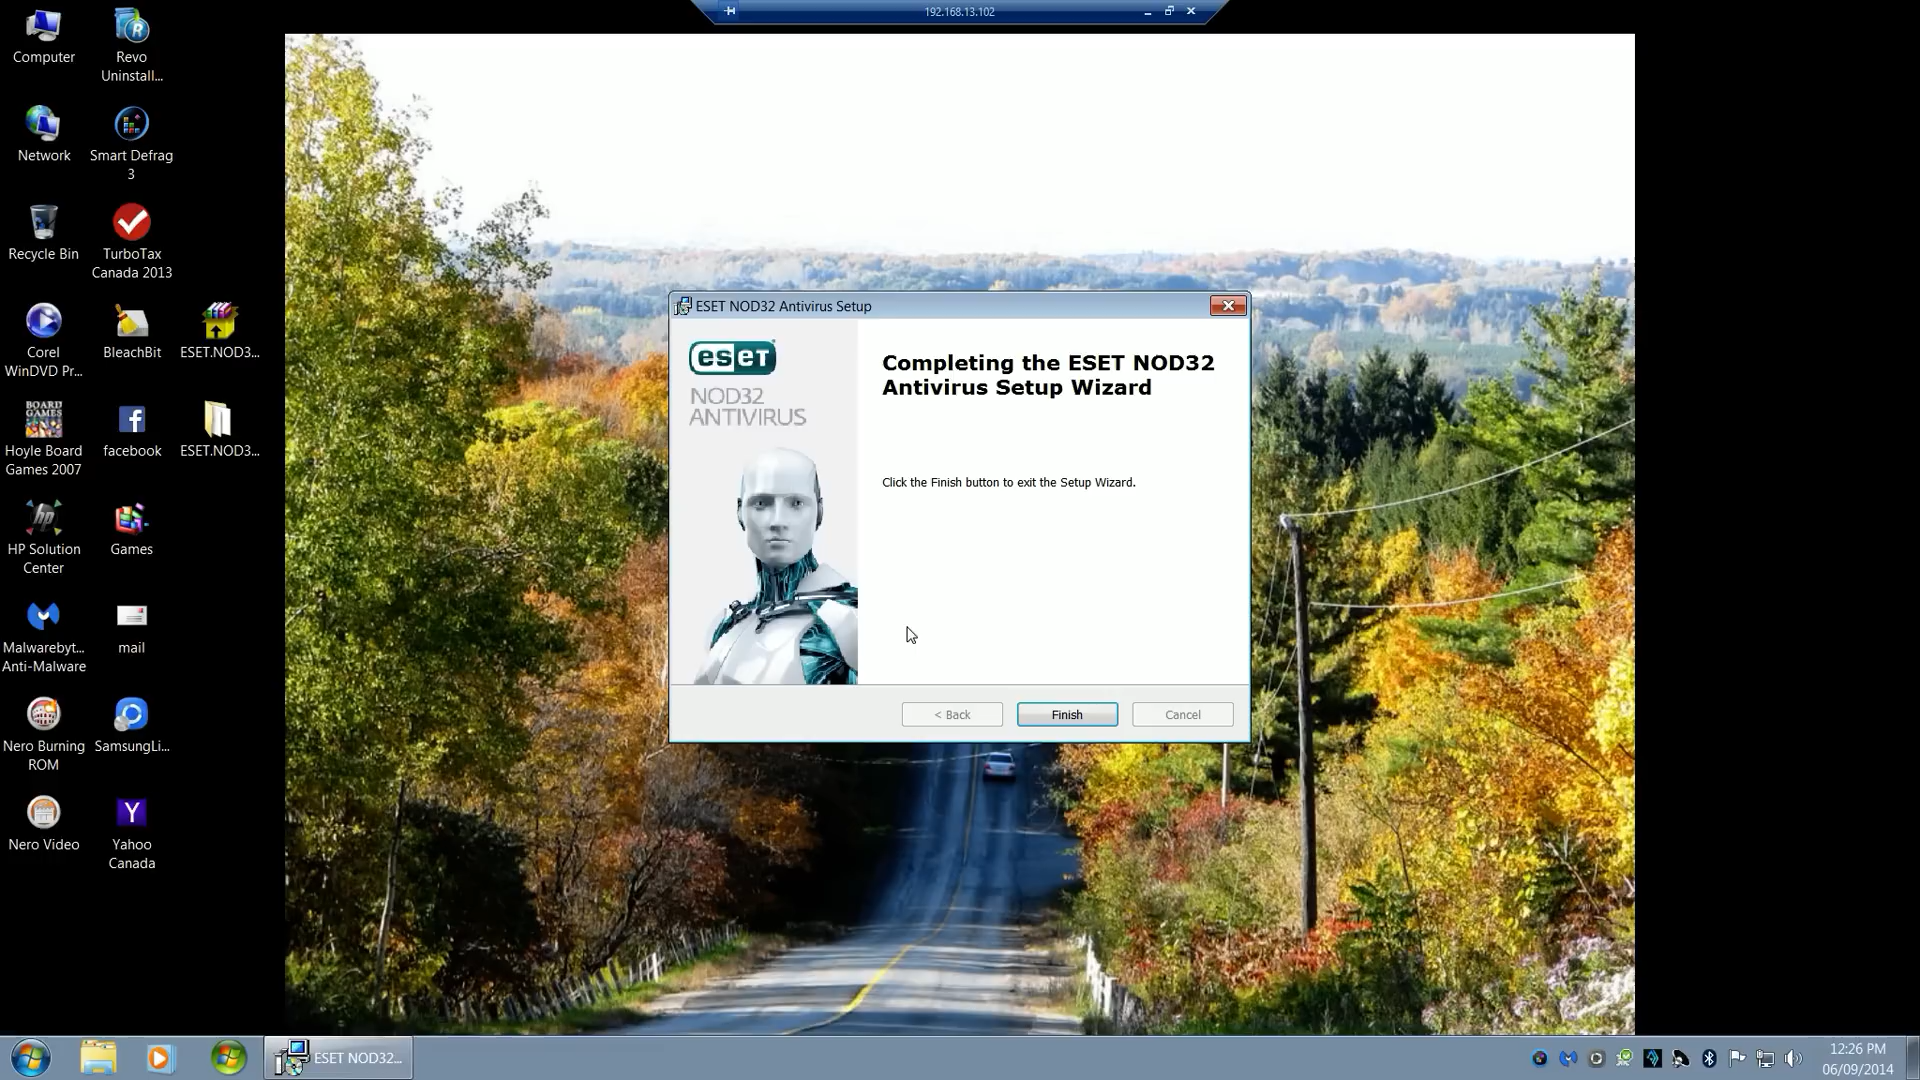 192.168.13.102
Computer
Revo
Uninstall...
Network
Smart Defrag
3
Recycle Bin
TurboTax
Canada 2013
Corel
WinDVD Pr...
BleachBit
ESET.NOD3...
BOARD
GAMES
Hoyle Board
Games 2007
facebook
ESET.NOD3...
hp
HP Solution
Center
Games
Malwarebyt...
Anti-Malware
mail
Nero Burning
ROM
SamsungLi...
Nero Video
Y
Yahoo
Canada
ESET NOD32 Antivirus Setup
eset
NOD32
ANTIVIRUS
Completing the ESET NOD32
Antivirus Setup Wizard
Click the Finish button to exit the Setup Wizard.
< Back
Finish
Cancel
ESET NOD32...
12:26 PM
06/09/2014